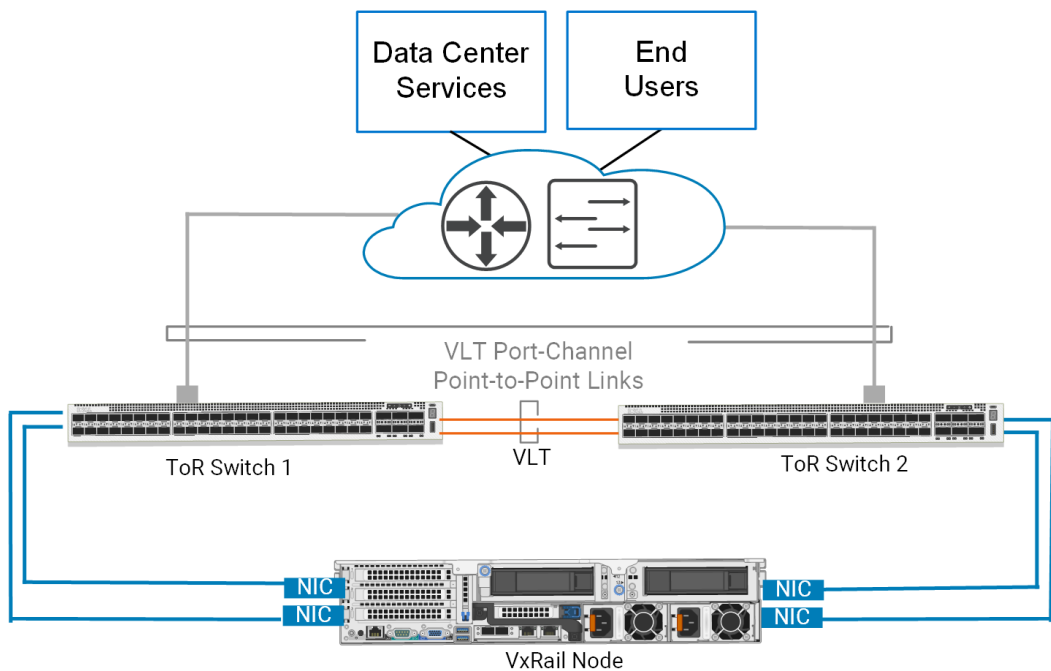 Data Center
Services
End
Users
VLT Port-Channel
Point-to-Point Links
VLT
ToR Switch 1
ToR Switch 2
NIC
NIC
NIC
NIC
VxRail Node